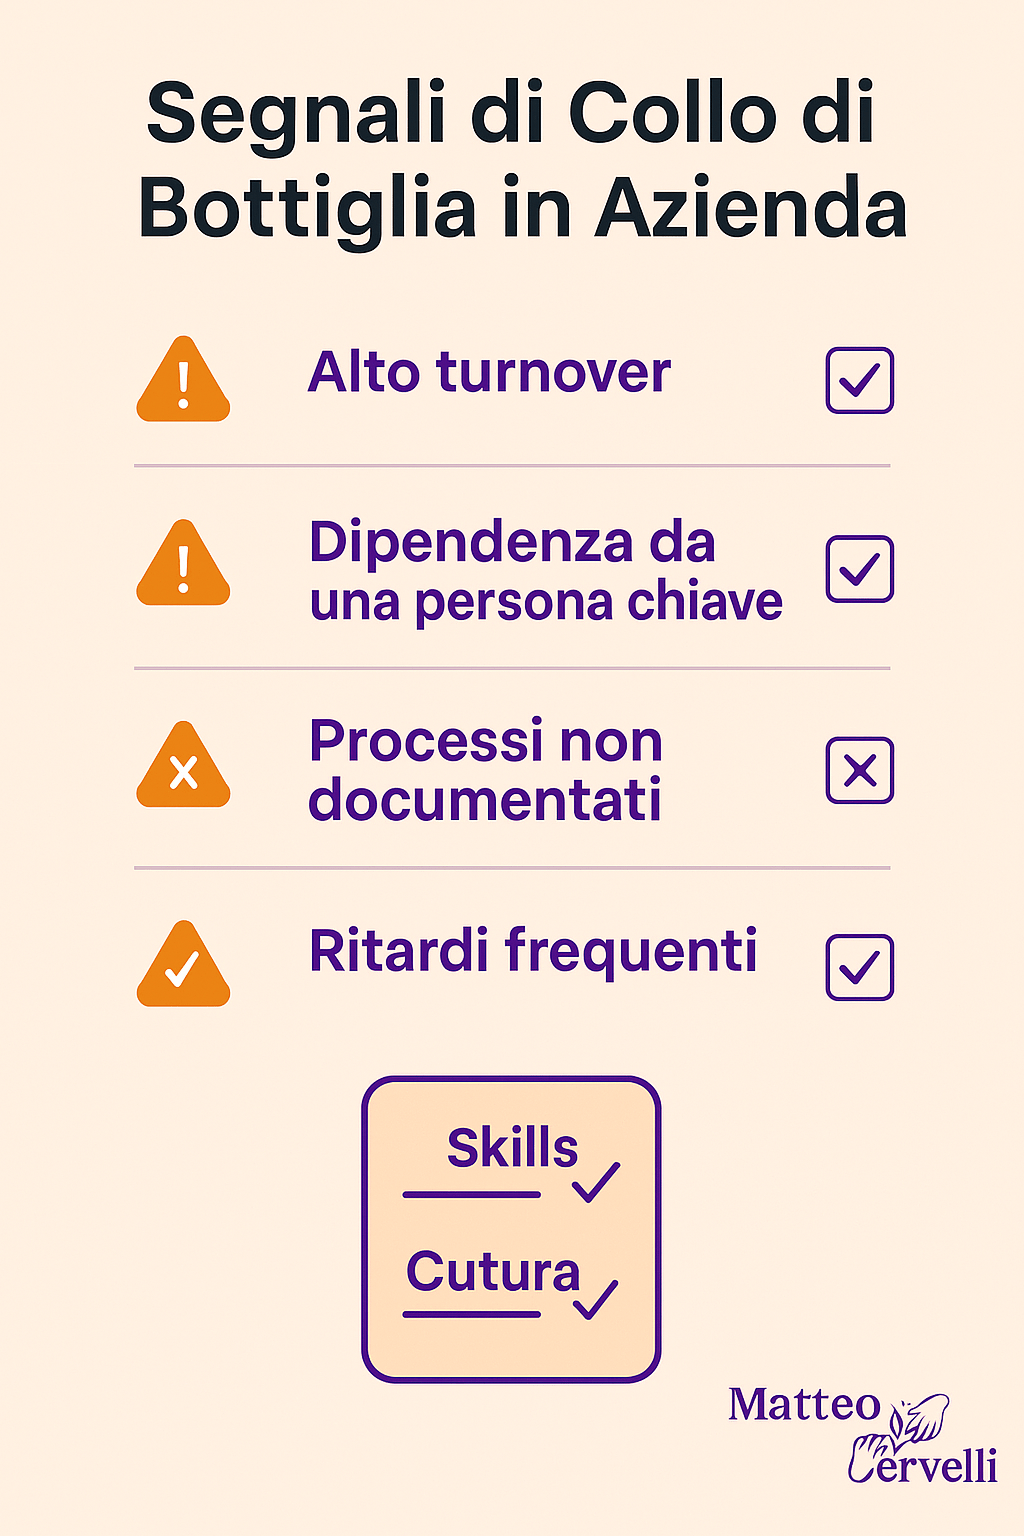 Segnali di Collo di
Bottiglia in Azienda
Alto turnover
Dipendenza da
una persona chiave
Processi non
documentati
Ritardi frequenti
Skills
Cutura
Matteo
Cervelli